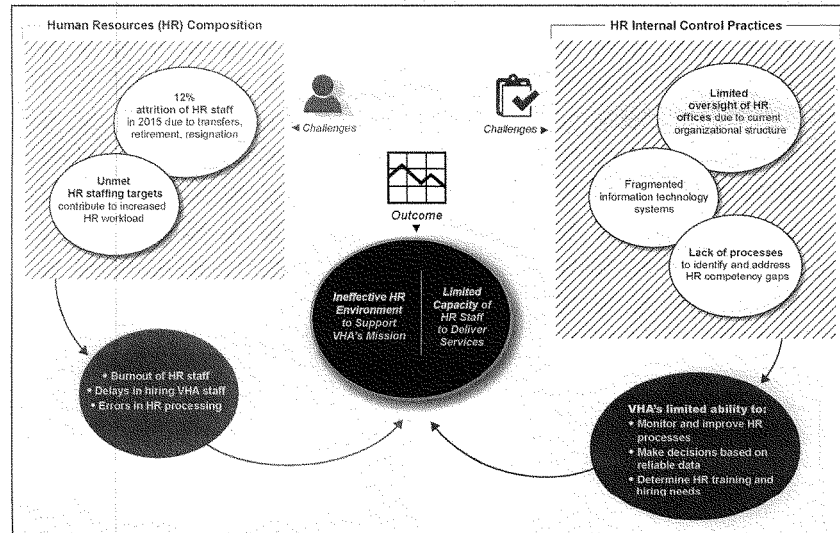 Human Resources (HR) Composition
12%
attrition of HR staff
in 2015 due to transfers,
retirement, resignation
Unmet
HR staffing targets
contribute to increased
HR workload
Challenges
• Burnout of HR staff
• Delays in hiring VHA staff
• Errors in HR processing
HR Internal Control Practices
Challenges
Limited
oversight of HR
offices due to current
organizational structure
Fragmented
information technology
systems
Lack of processes
to identify and address
HR competency gaps
VHA's limited ability to:
• Monitor and improve HR
processes
• Make decisions based on
reliable data
• Determine HR training and
hiring needs
Outcome
Ineffective HR
Environment
to Support
VHA's Mission
Limited
Capacity of
HR Staff
to Deliver
Services